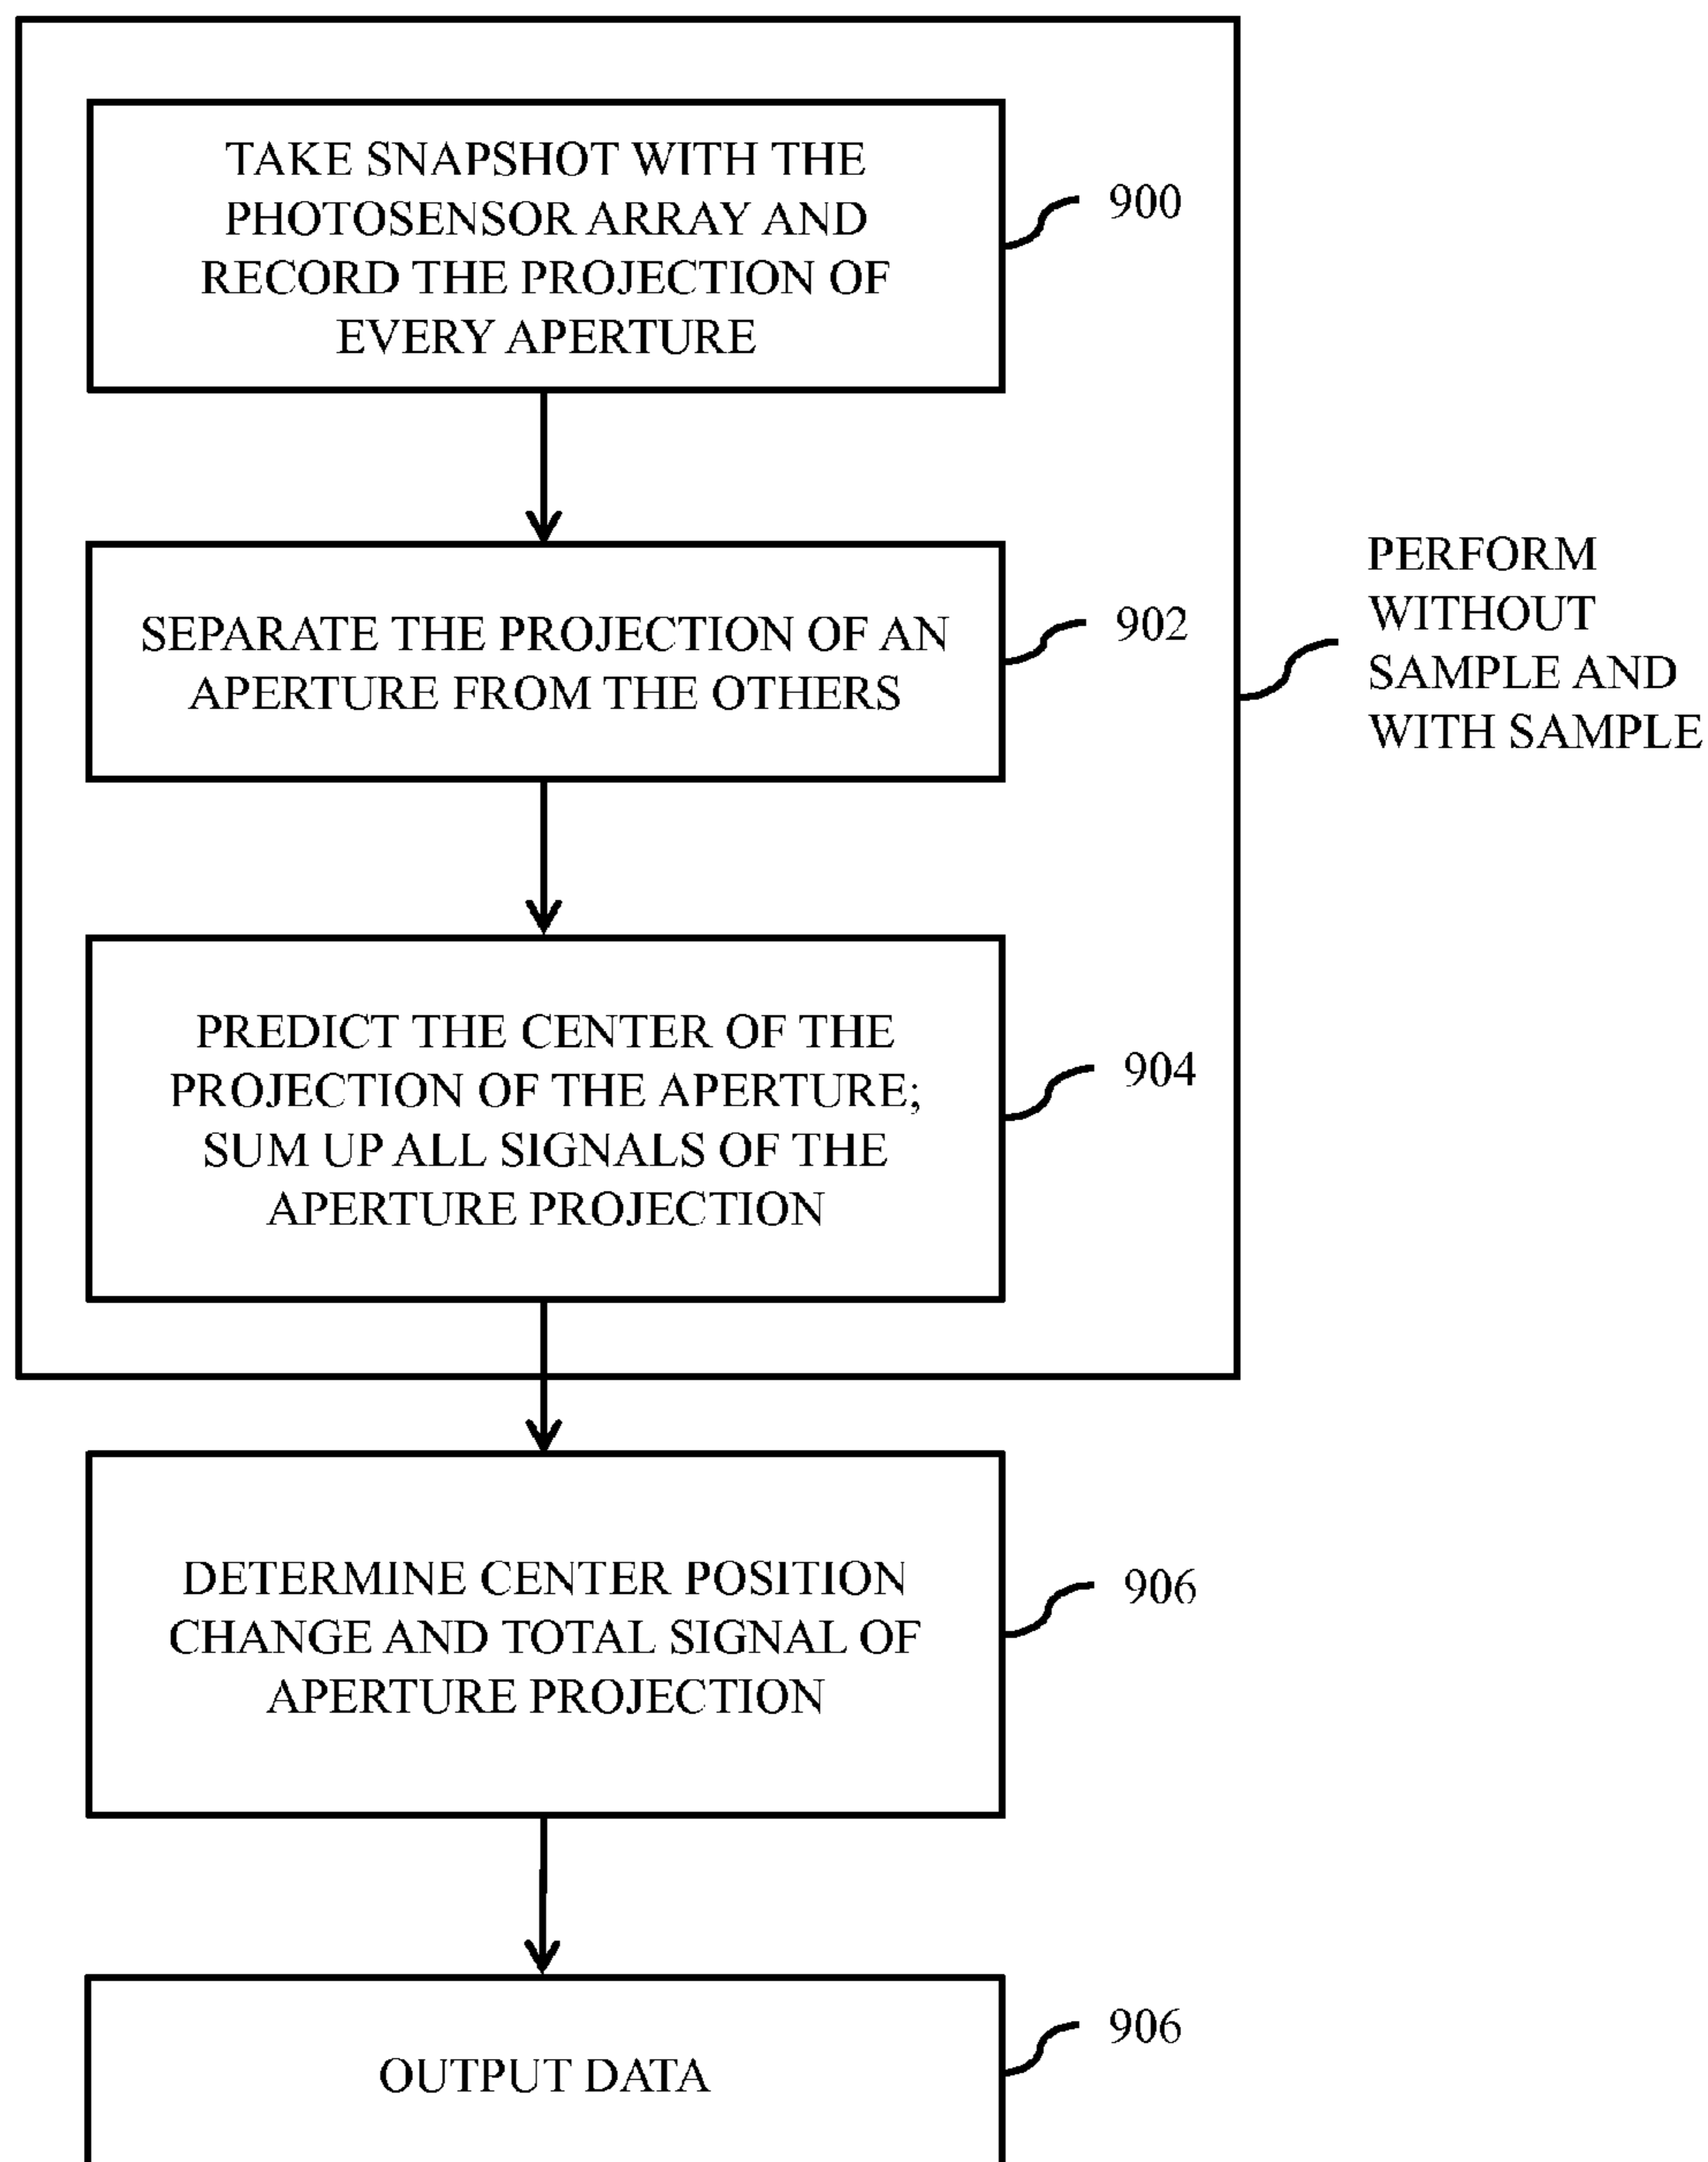 TAKE SNAPSHOT WITH THE
PHOTOSENSOR ARRAY AND
RECORD THE PROJECTION OF
EVERY APERTURE
900
SEPARATE THE PROJECTION OF AN
APERTURE FROM THE OTHERS
902
PERFORM
WITHOUT
SAMPLE AND
WITH SAMPLE
PREDICT THE CENTER OF THE
PROJECTION OF THE APERTURE;
SUM UP ALL SIGNALS OF THE
APERTURE PROJECTION
904
DETERMINE CENTER POSITION
CHANGE AND TOTAL SIGNAL OF
APERTURE PROJECTION
906
OUTPUT DATA
906